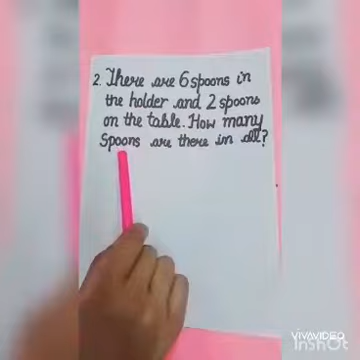 2. There are 6 spoons in
the holder and 2 spoons
on the table. How many
Spoons are there in all?
VIVAVIDEO
InShOt